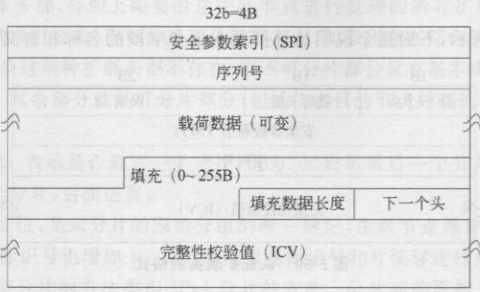 32b=4B
安全参数索引（SPI）
序列号
载荷数据（可变）
填充（0~255B）
填充数据长度
下一个头
完整性校验值（ICV）